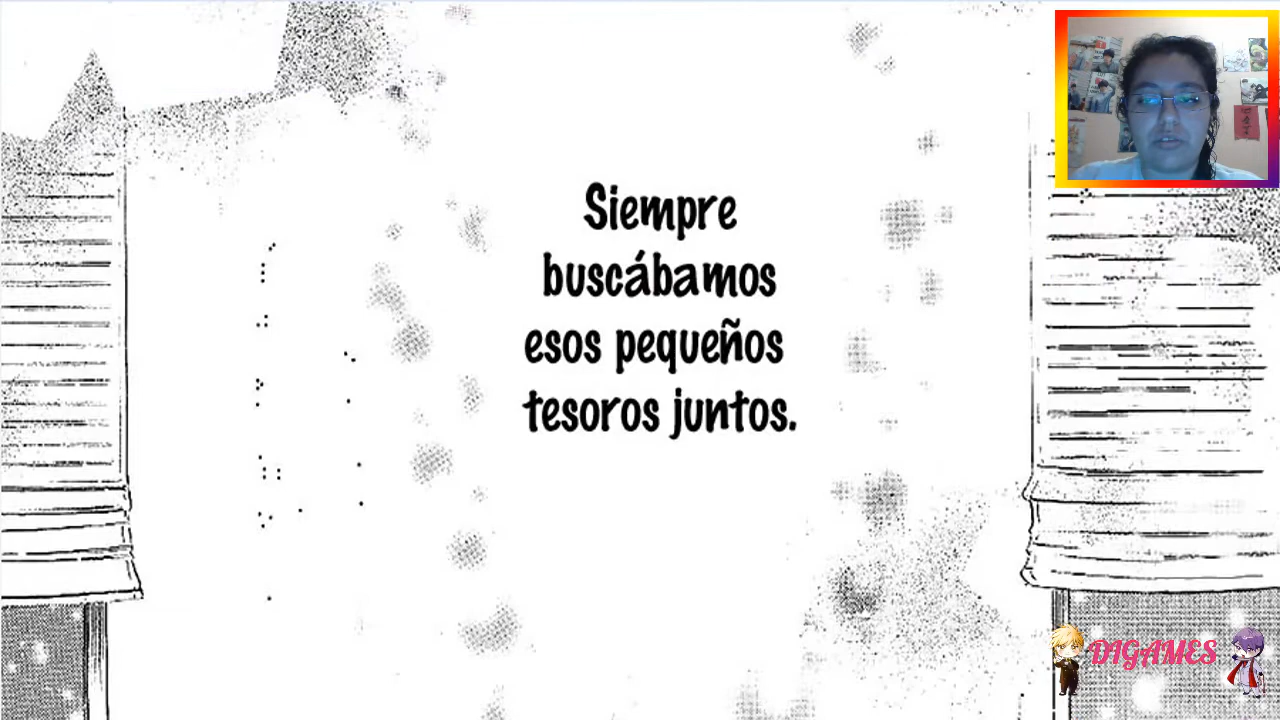 Siempre
buscábamos
esos pequeños
tesoros juntos.
DIGAMES